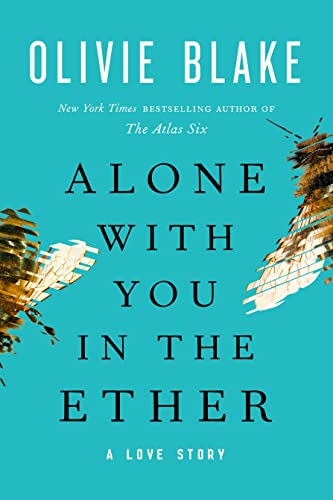 OLIVIE BLAKE
New York Times BESTSELLING AUTHOR OF
The Atlas Six
ALONE
WITH
YOU
IN THE
ETHER
A LOVE STORY